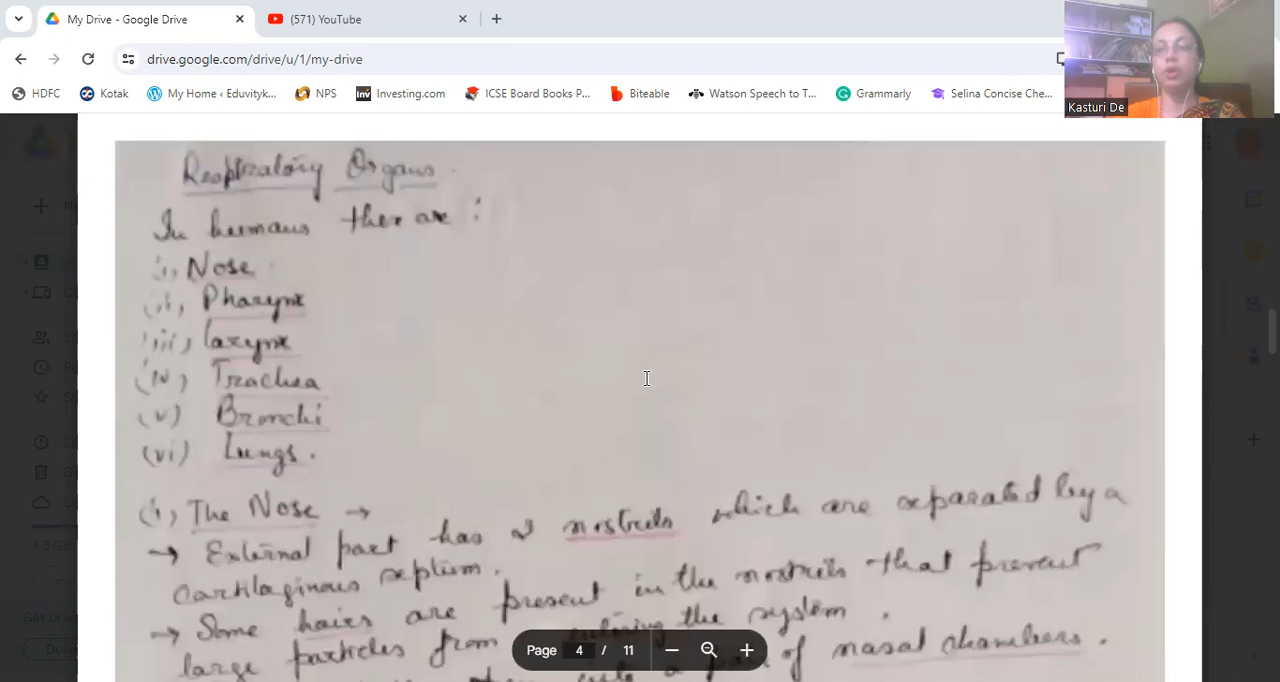 My Drive - Google Drive
(571) YouTube
drive.google.com/drive/u/1/my-drive
HDFC
Kotak
My Home ‹ Eduvityk...
NPS
Investing.com
ICSE Board Books P...
Biteable
Watson Speech to T...
Grammarly
Selina Concise Che...
Kasturi De
Respiratory Organs
In humans ther are :
(i) Nose
(ii) Pharynx
(iii) Larynx
(iv) Trachea
(v) Bronchi
(vi) Lungs.
(i) The Nose →
→ External part has 2 nostrils which are separated by a
cartilaginous septum.
→ Some hairs are present in the nostrils that prevent
large particles from entering the system.
a pair of nasal chambers.
Page 4 / 11